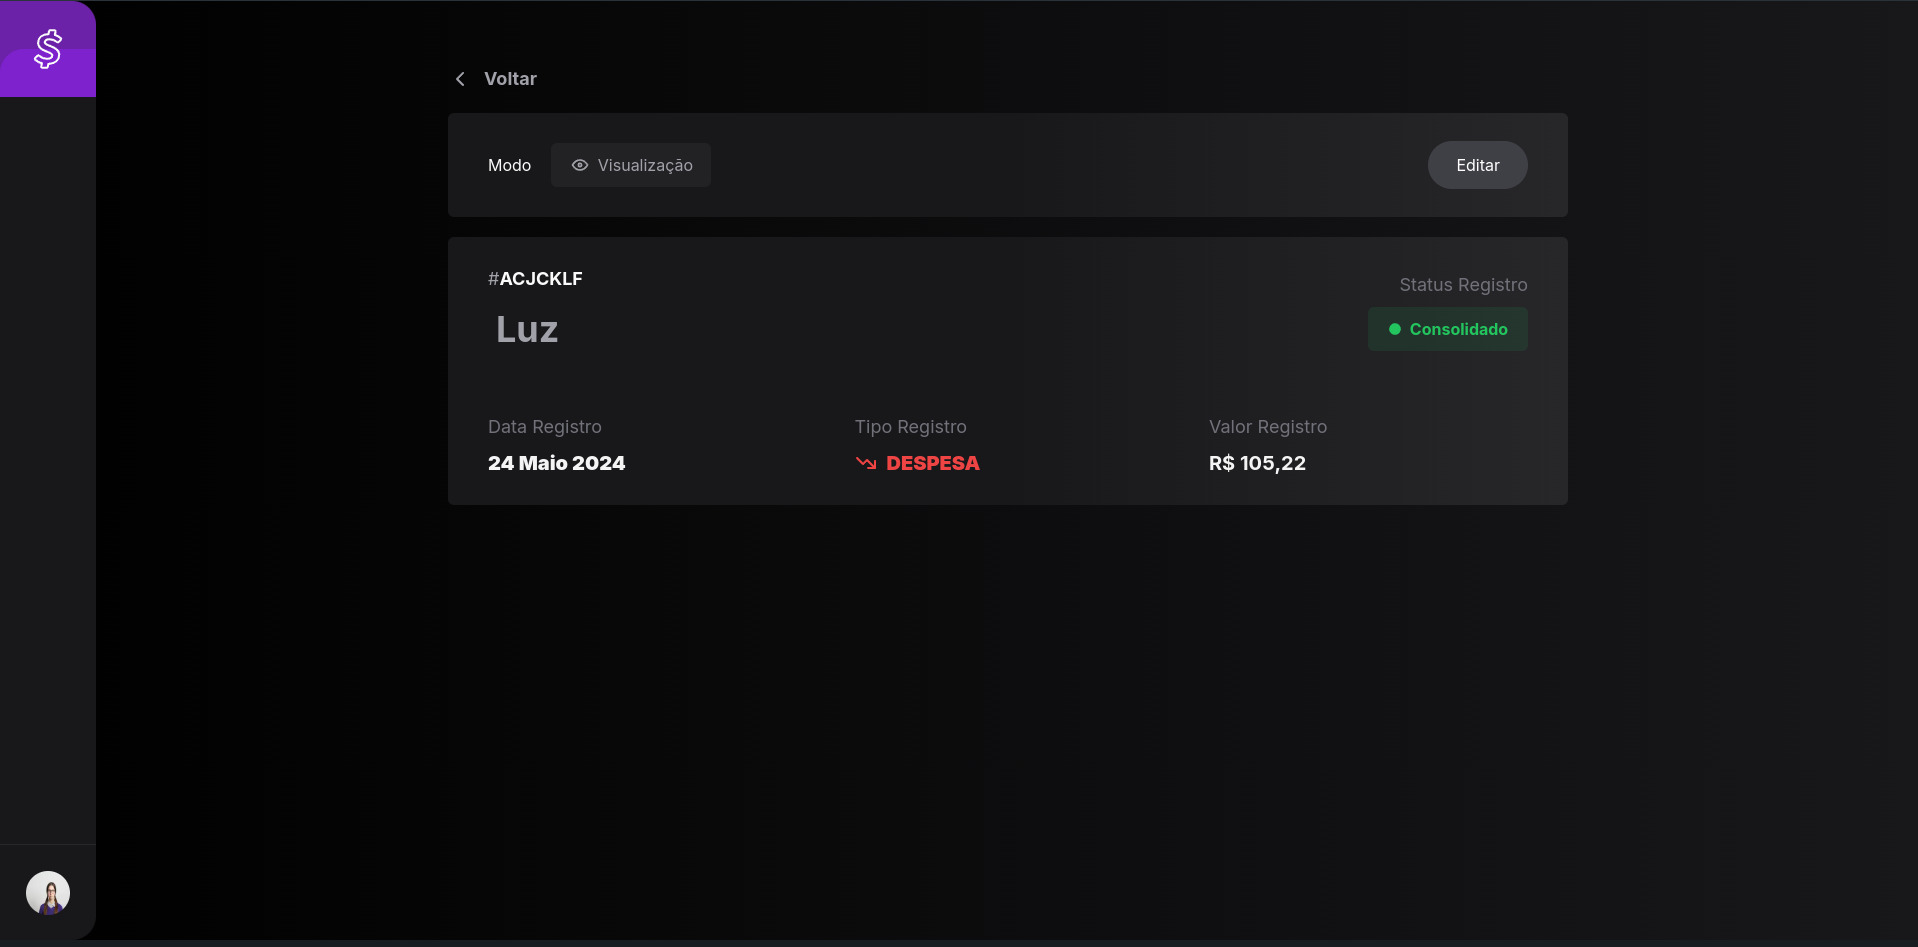 $
Voltar
Modo
Visualização
Editar
#ACJCKLF
Luz
Status Registro
Consolidado
Data Registro
24 Maio 2024
Tipo Registro
DESPESA
Valor Registro
R$ 105,22